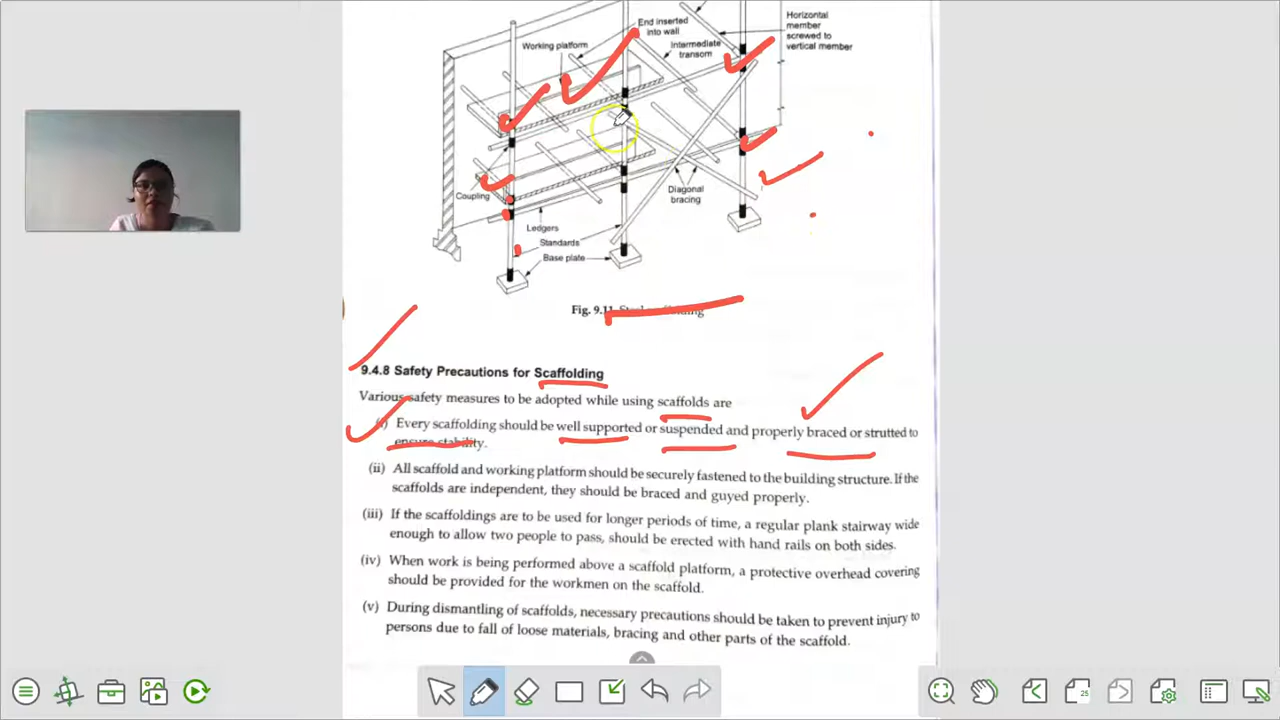 Horizontal
member
screwed to
vertical member
End inserted
into wall
Working platform
Intermediate
transom
Coupling
Diagonal
bracing
Ledgers
Standards
Base plate
Fig. 9.11
9.4.8 Safety Precautions for Scaffolding
Various safety measures to be adopted while using scaffolds are
(i) Every scaffolding should be well supported or suspended and properly braced or strutted to
ensure stability.
(ii) All scaffold and working platform should be securely fastened to the building structure. If the
scaffolds are independent, they should be braced and guyed properly.
(iii) If the scaffoldings are to be used for longer periods of time, a regular plank stairway wide
enough to allow two people to pass, should be erected with hand rails on both sides.
(iv) When work is being performed above a scaffold platform, a protective overhead covering
should be provided for the workmen on the scaffold.
(v) During dismantling of scaffolds, necessary precautions should be taken to prevent injury to
persons due to fall of loose materials, bracing and other parts of the scaffold.
25